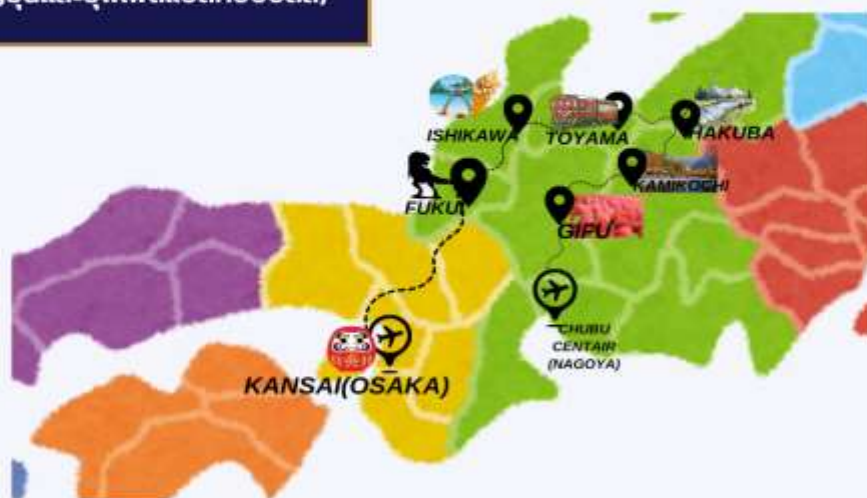 ISHIKAWA
TOYAMA
HAKUBA
KAMIKOCHI
FUKUI
GIFU
CHUBU
CENTAIR
(NAGOYA)
KANSAI(OSAKA)